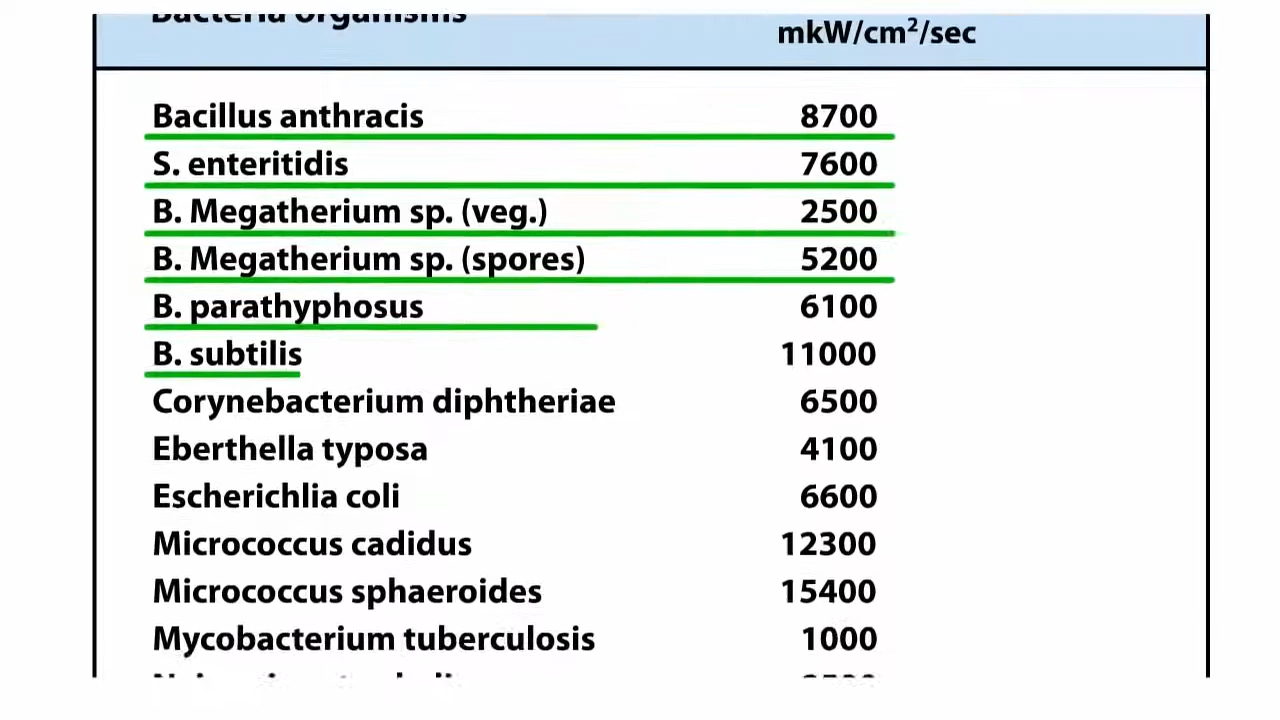 Bacteria organisms
mkW/cm²/sec
Bacillus anthracis 8700
S. enteritidis 7600
B. Megatherium sp. (veg.) 2500
B. Megatherium sp. (spores) 5200
B. parathyphosus 6100
B. subtilis 11000
Corynebacterium diphtheriae 6500
Eberthella typosa 4100
Escherichlia coli 6600
Micrococcus cadidus 12300
Micrococcus sphaeroides 15400
Mycobacterium tuberculosis 1000